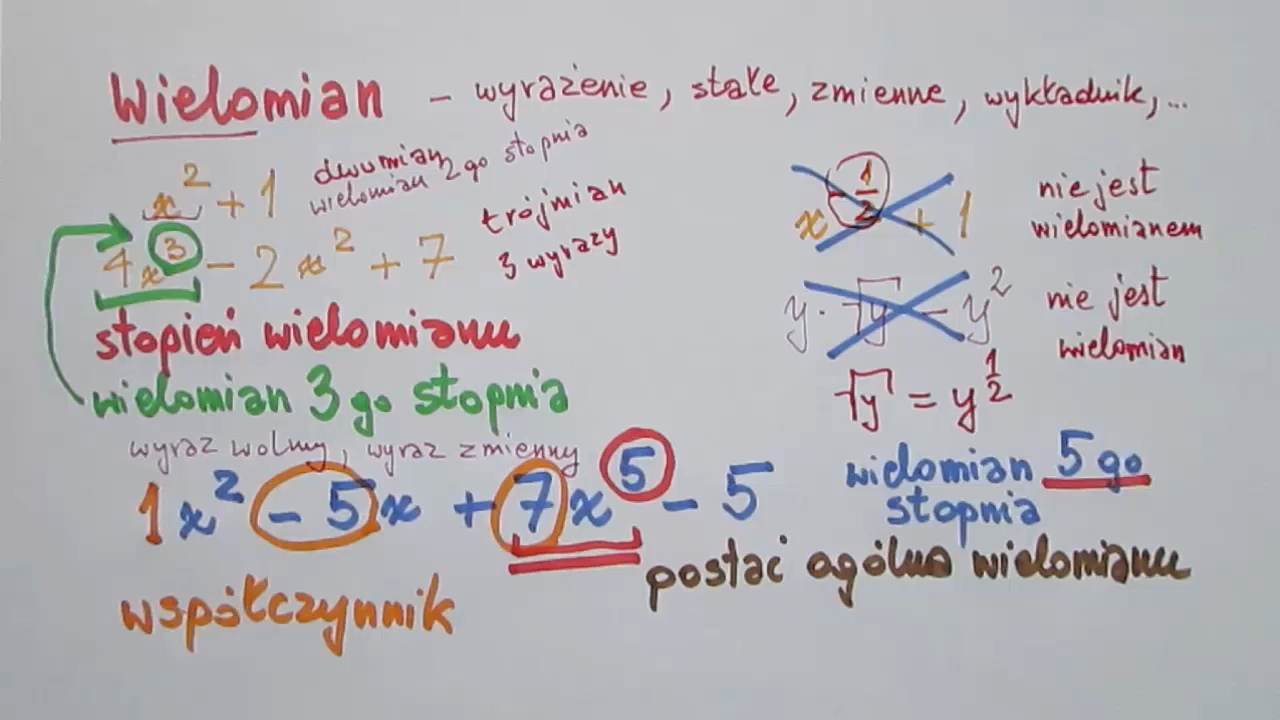 Wielomian - wyrażenie, stałe, zmienne, wykładnik, ...
x² + 1 dwumian
wielomian 2go stopnia
4x³ - 2x² + 7 trójmian
3 wyrazy
stopień wielomianu
wielomian 3go stopnia
x^-1/2 + 1 nie jest
wielomianem
y · √y - y² nie jest
wielomian
√y = y^1/2
wyraz wolny, wyraz zmienny
1x² - 5x + 7x⁵ - 5
wielomian 5go
stopnia
postać ogólna wielomianu
współczynnik